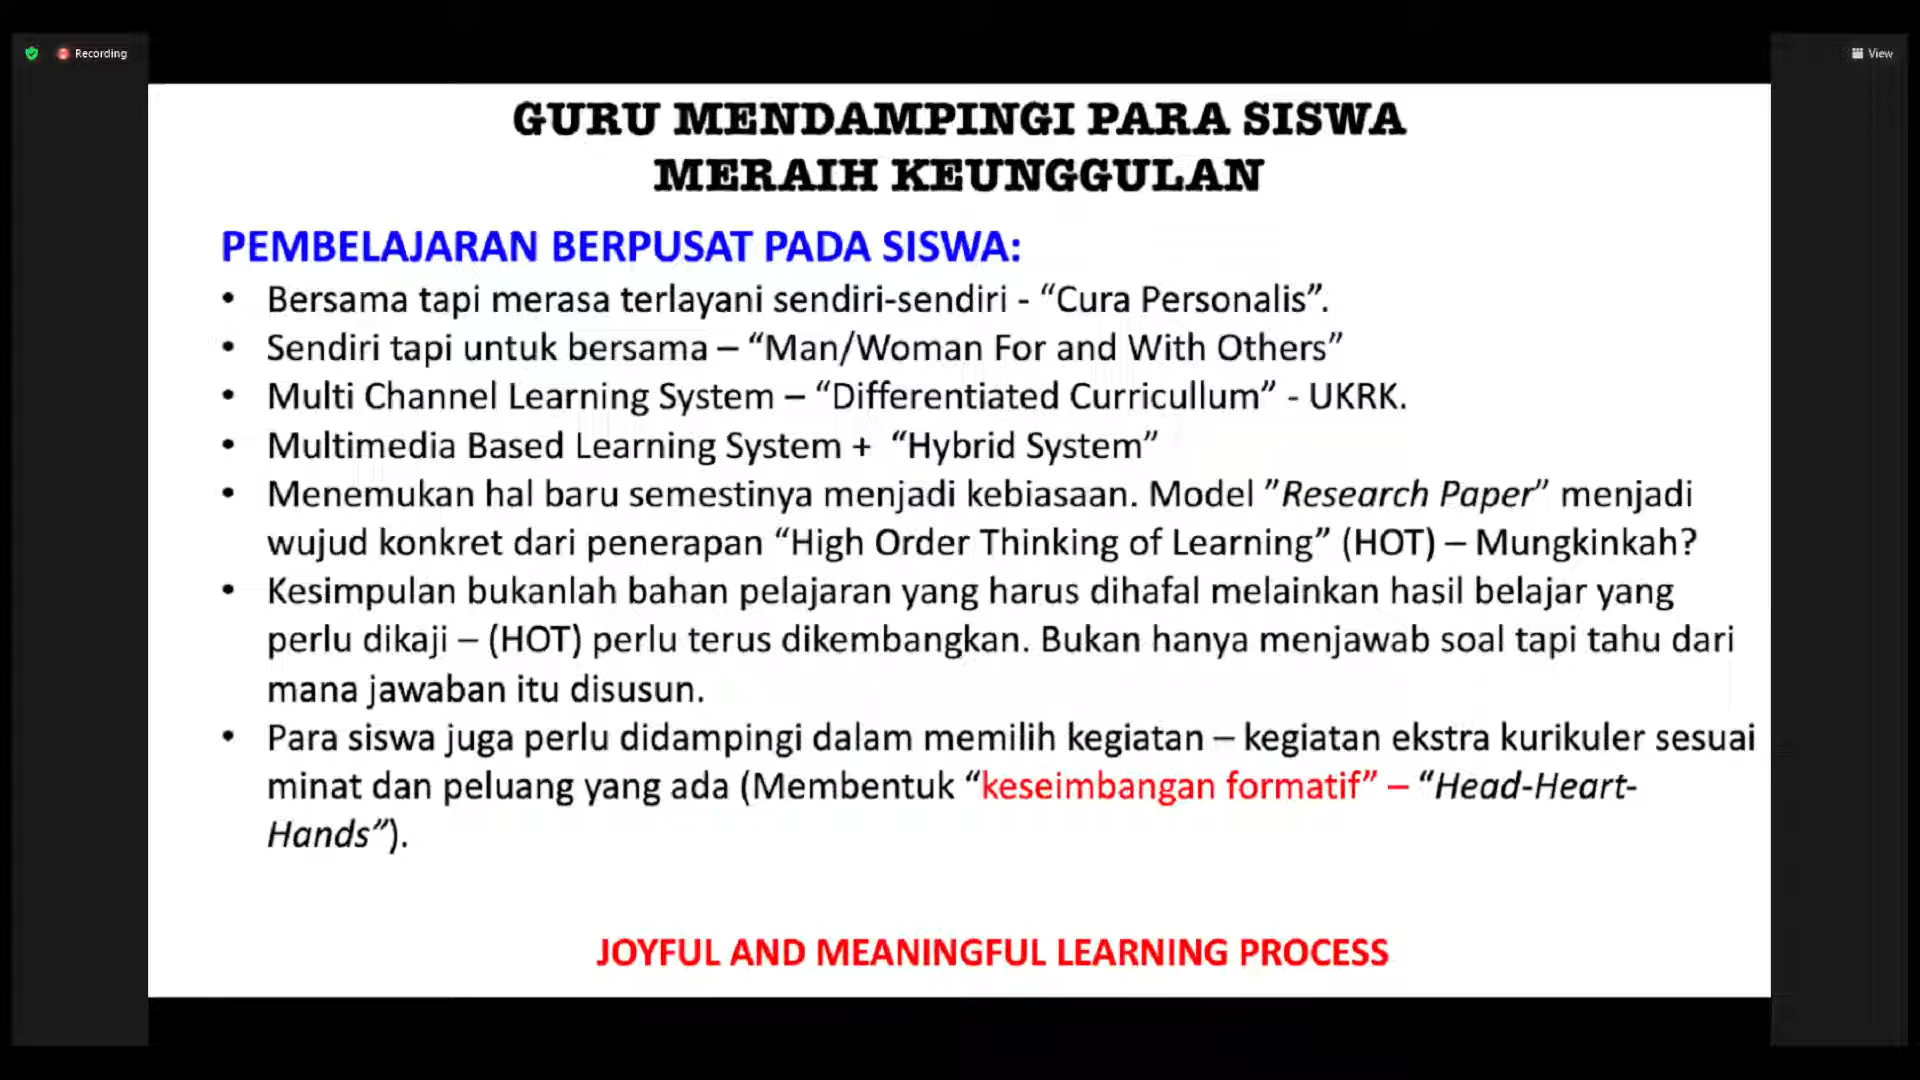 Recording
View
GURU MENDAMPINGI PARA SISWA
MERAIH KEUNGGULAN
PEMBELAJARAN BERPUSAT PADA SISWA:
• Bersama tapi merasa terlayani sendiri-sendiri - “Cura Personalis”.
• Sendiri tapi untuk bersama – “Man/Woman For and With Others”
• Multi Channel Learning System – “Differentiated Curricullum” - UKRK.
• Multimedia Based Learning System + “Hybrid System”
• Menemukan hal baru semestinya menjadi kebiasaan. Model ”Research Paper” menjadi
wujud konkret dari penerapan “High Order Thinking of Learning” (HOT) – Mungkinkah?
• Kesimpulan bukanlah bahan pelajaran yang harus dihafal melainkan hasil belajar yang
perlu dikaji – (HOT) perlu terus dikembangkan. Bukan hanya menjawab soal tapi tahu dari
mana jawaban itu disusun.
• Para siswa juga perlu didampingi dalam memilih kegiatan – kegiatan ekstra kurikuler sesuai
minat dan peluang yang ada (Membentuk “keseimbangan formatif” – “Head-Heart-
Hands”).
JOYFUL AND MEANINGFUL LEARNING PROCESS